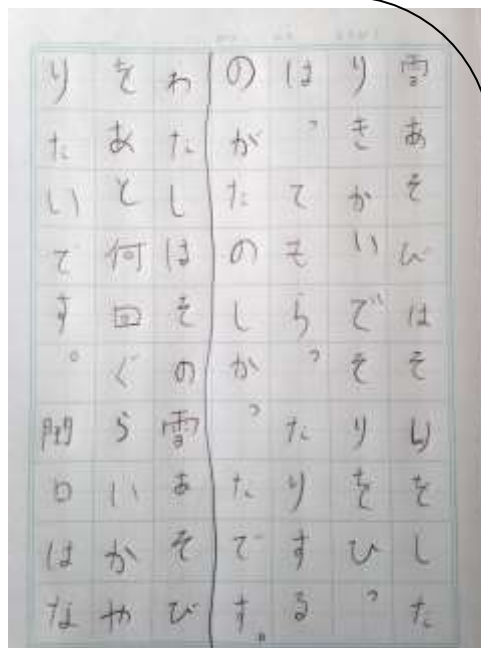 雪あそびはそりをした
りきかいでそりをひっ
はってもらったりする
のがたのしかったです。
わたしはその雪あそび
をあと何回ぐらいかや
りたいです。口はな